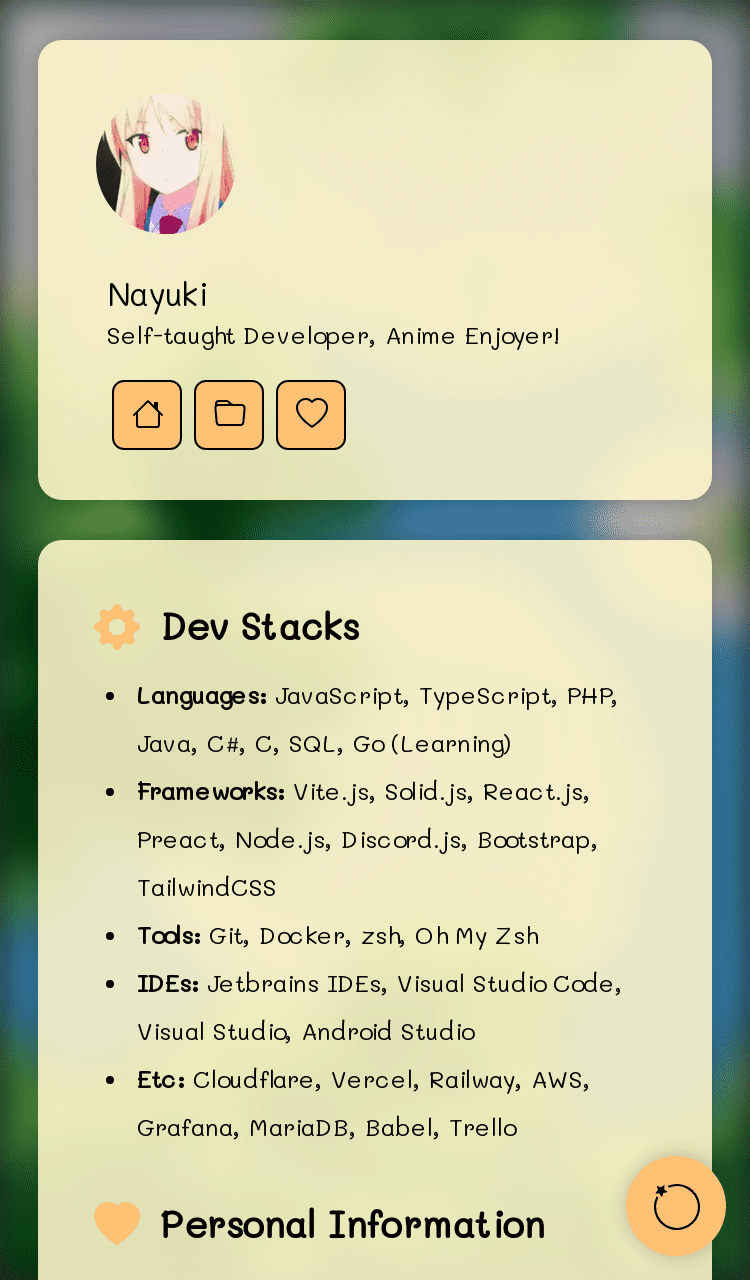 Nayuki
Self-taught Developer, Anime Enjoyer!
Dev Stacks
• Languages: JavaScript, TypeScript, PHP,
Java, C#, C, SQL, Go (Learning)
• Frameworks: Vite.js, Solid.js, React.js,
Preact, Node.js, Discord.js, Bootstrap,
TailwindCSS
• Tools: Git, Docker, zsh, Oh My Zsh
• IDEs: Jetbrains IDEs, Visual Studio Code,
Visual Studio, Android Studio
• Etc: Cloudflare, Vercel, Railway, AWS,
Grafana, MariaDB, Babel, Trello
Personal Information